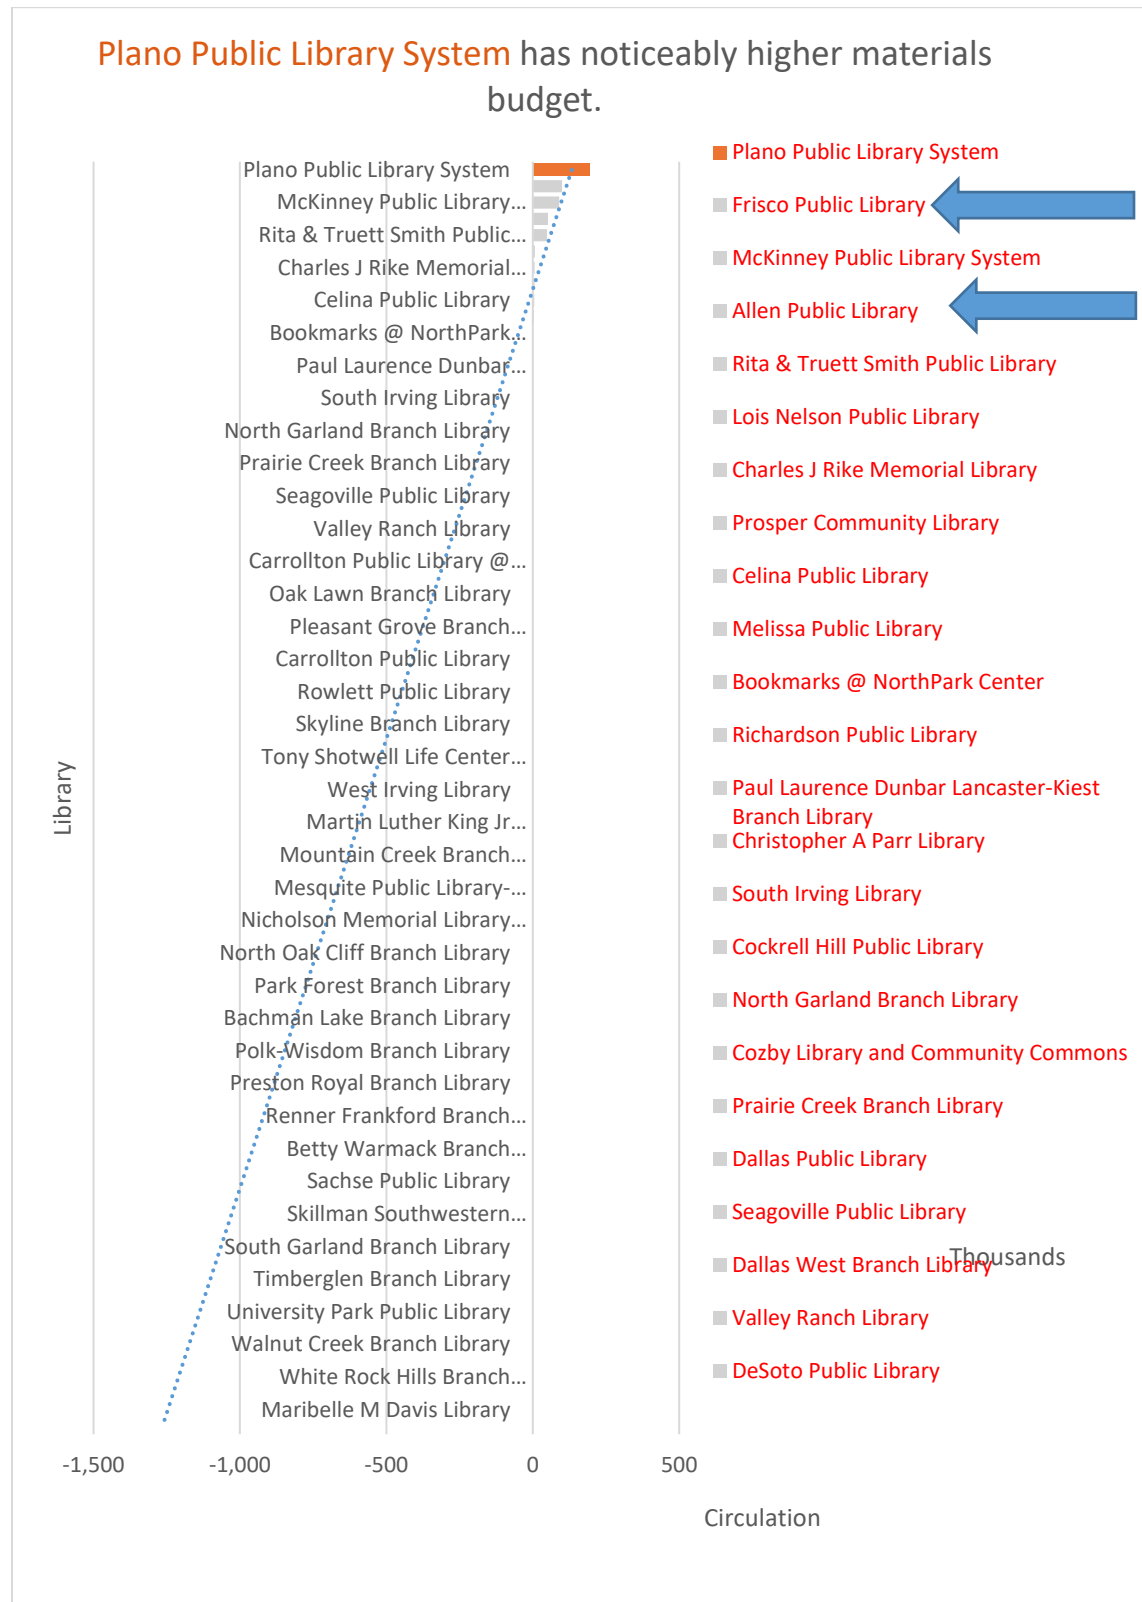 Plano Public Library System has noticeably higher materials
budget.
Plano Public Library System
McKinney Public Library...
Rita & Truett Smith Public...
Charles J Rike Memorial...
Celina Public Library
Bookmarks @ NorthPark...
Paul Laurence Dunbar...
South Irving Library
North Garland Branch Library
Prairie Creek Branch Library
Seagoville Public Library
Valley Ranch Library
Carrollton Public Library @...
Oak Lawn Branch Library
Pleasant Grove Branch...
Carrollton Public Library
Rowlett Public Library
Skyline Branch Library
Tony Shotwell Life Center...
West Irving Library
Martin Luther King Jr...
Mountain Creek Branch...
Mesquite Public Library-...
Nicholson Memorial Library...
North Oak Cliff Branch Library
Park Forest Branch Library
Bachman Lake Branch Library
Polk-Wisdom Branch Library
Preston Royal Branch Library
Renner Frankford Branch...
Betty Warmack Branch...
Sachse Public Library
Skillman Southwestern...
South Garland Branch Library
Timberglen Branch Library
University Park Public Library
Walnut Creek Branch Library
White Rock Hills Branch...
Maribelle M Davis Library
Library
-1,500
-1,000
-500
0
500
Circulation
Thousands
Plano Public Library System
Frisco Public Library
McKinney Public Library System
Allen Public Library
Rita & Truett Smith Public Library
Lois Nelson Public Library
Charles J Rike Memorial Library
Prosper Community Library
Celina Public Library
Melissa Public Library
Bookmarks @ NorthPark Center
Richardson Public Library
Paul Laurence Dunbar Lancaster-Kiest
Branch Library
Christopher A Parr Library
South Irving Library
Cockrell Hill Public Library
North Garland Branch Library
Cozby Library and Community Commons
Prairie Creek Branch Library
Dallas Public Library
Seagoville Public Library
Dallas West Branch Library
Valley Ranch Library
DeSoto Public Library